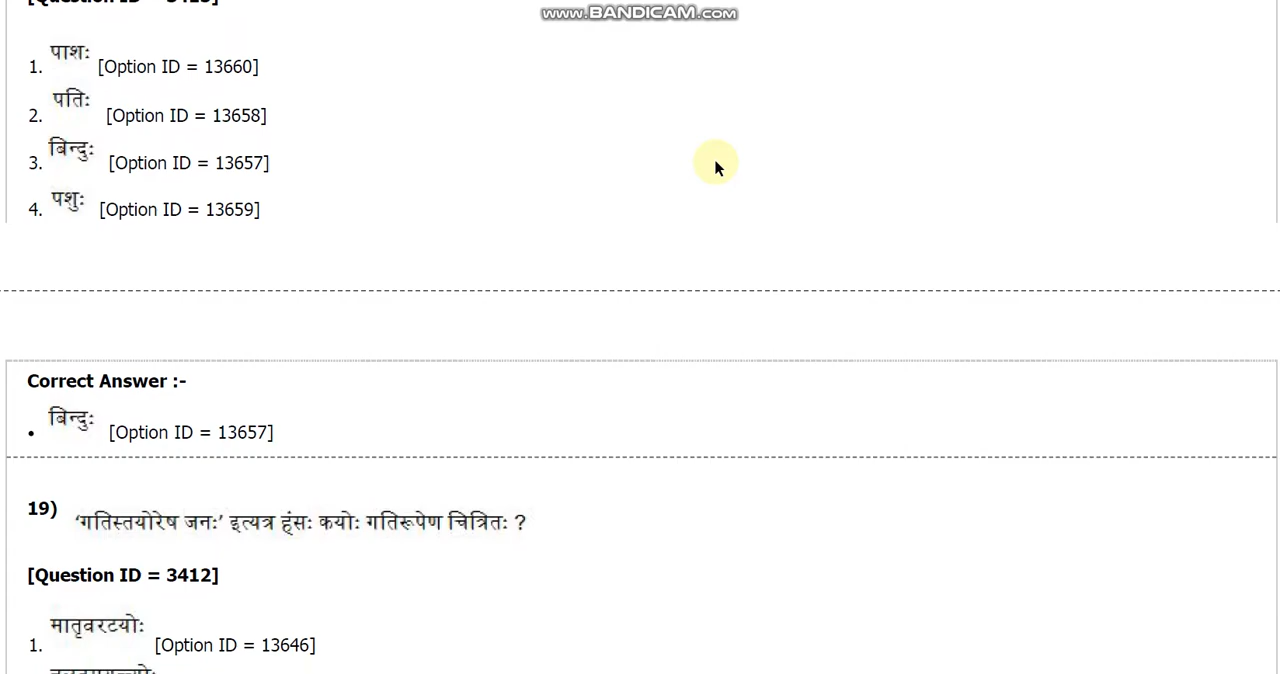 www.BANDICAM.com
1. पाशः [Option ID = 13660]
2. पतिः [Option ID = 13658]
3. बिन्दुः [Option ID = 13657]
4. पशुः [Option ID = 13659]
Correct Answer :-
• बिन्दुः [Option ID = 13657]
19) ‘गतिस्तयोरेष जनः’ इत्यत्र हंसः कयोः गतिरूपेण चित्रितः ?
[Question ID = 3412]
1. मातृवरटयोः [Option ID = 13646]